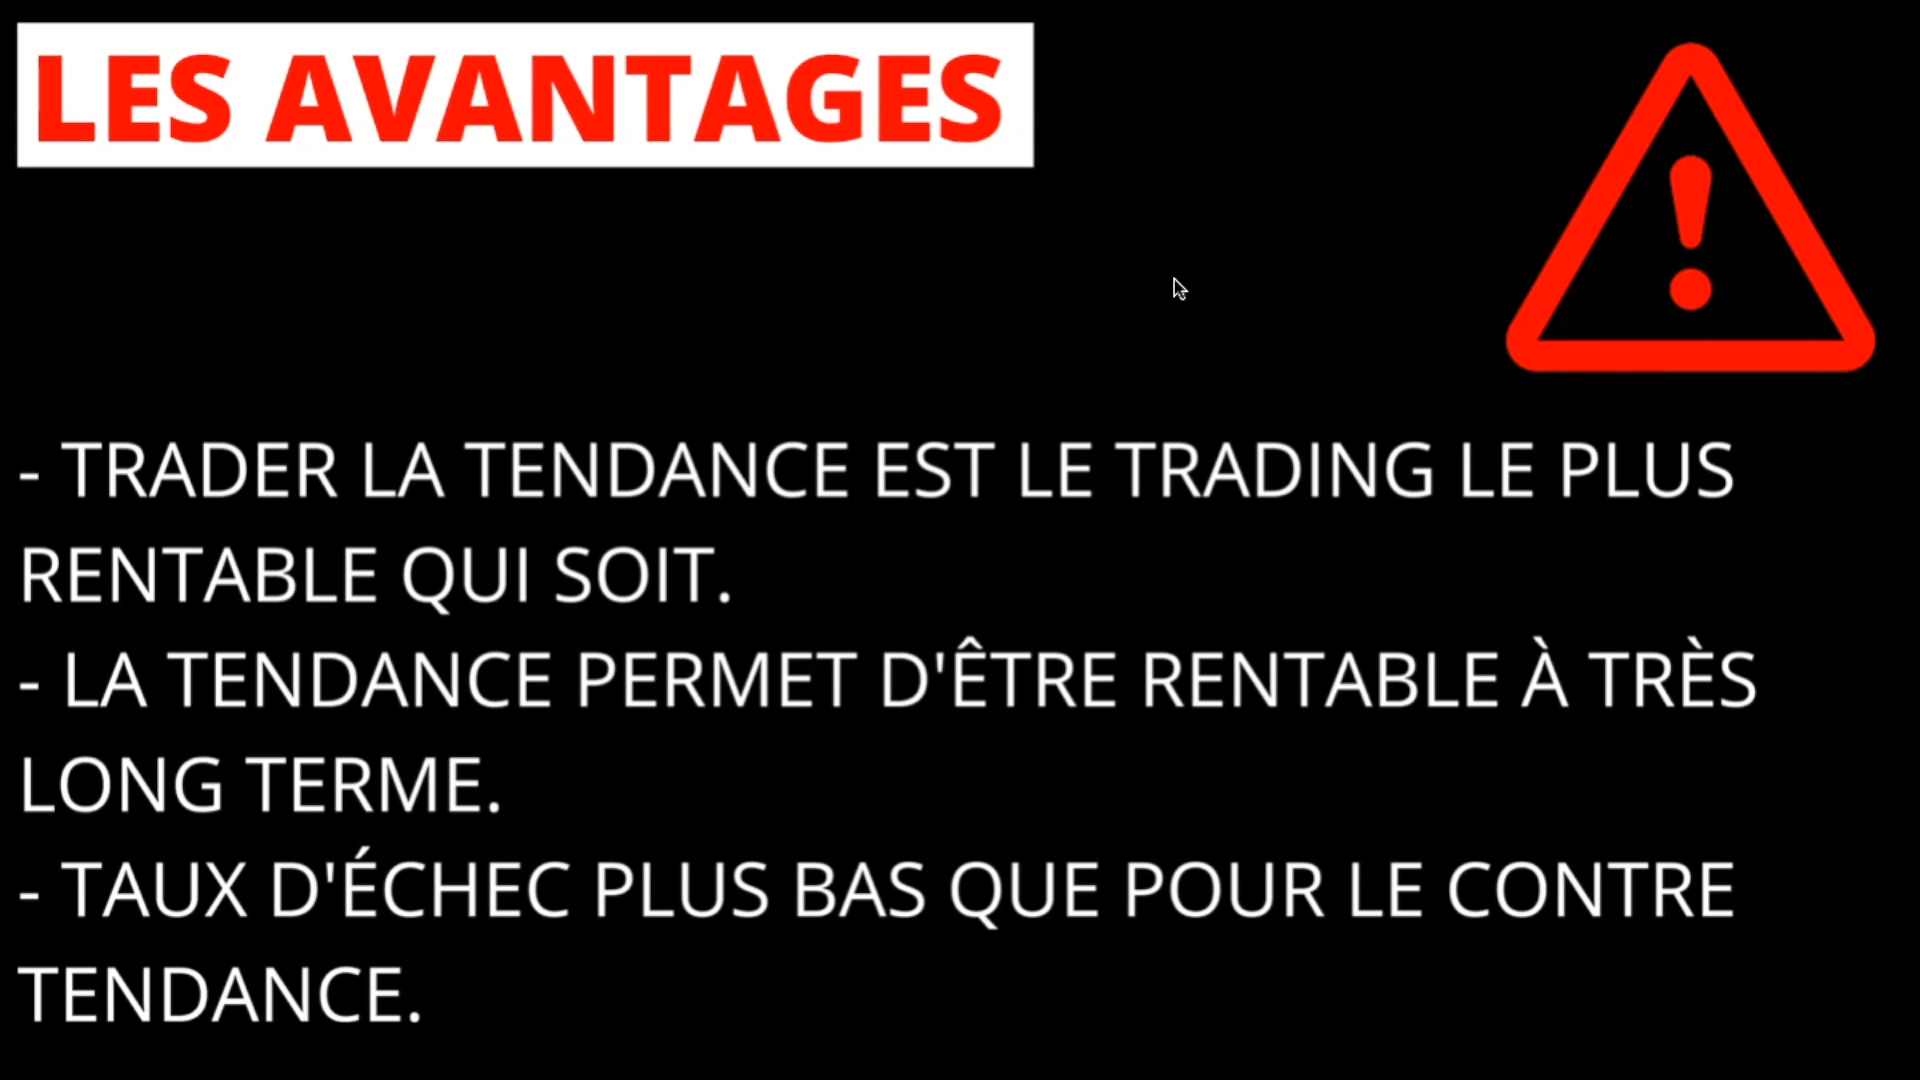 LES AVANTAGES
- TRADER LA TENDANCE EST LE TRADING LE PLUS
RENTABLE QUI SOIT.
- LA TENDANCE PERMET D'ÊTRE RENTABLE À TRÈS
LONG TERME.
- TAUX D'ÉCHEC PLUS BAS QUE POUR LE CONTRE
TENDANCE.